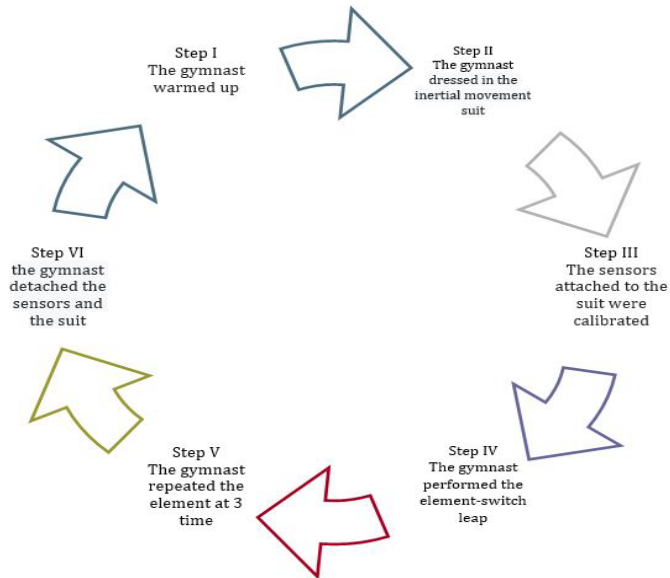 Step I
The gymnast
warmed up
Step II
The gymnast
dressed in the
inertial movement
suit
Step III
The sensors
attached to the
suit were
calibrated
Step IV
The gymnast
performed the
element-switch
leap
Step V
The gymnast
repeated the
element at 3
time
Step VI
the gymnast
detached the
sensors and
the suit